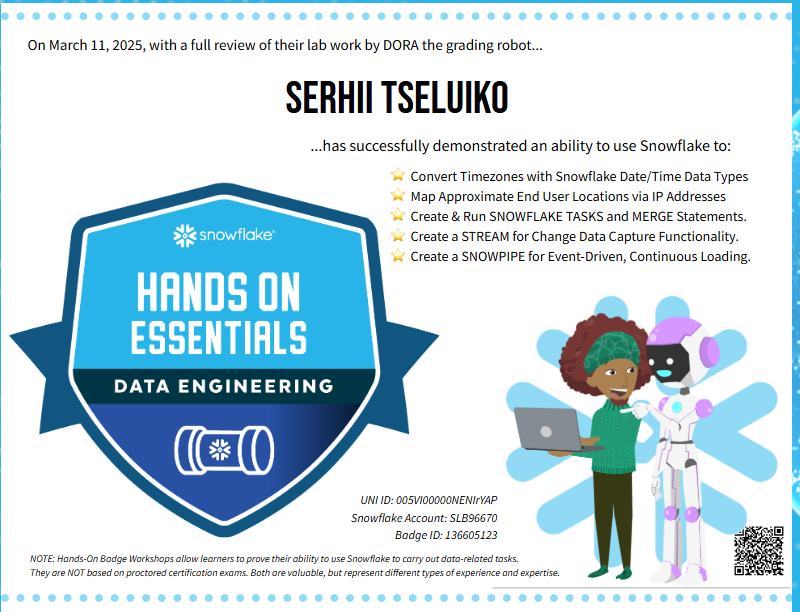 On March 11, 2025, with a full review of their lab work by DORA the grading robot...
SERHII TSELUIKO
...has successfully demonstrated an ability to use Snowflake to:
Convert Timezones with Snowflake Date/Time Data Types
Map Approximate End User Locations via IP Addresses
Create & Run SNOWFLAKE TASKS and MERGE Statements.
Create a STREAM for Change Data Capture Functionality.
Create a SNOWPIPE for Event-Driven, Continuous Loading.
snowflake®
HANDS ON
ESSENTIALS
DATA ENGINEERING
UNI ID: 005VI00000NENIrYAP
Snowflake Account: SLB96670
Badge ID: 136605123
NOTE: Hands-On Badge Workshops allow learners to prove their ability to use Snowflake to carry out data-related tasks.
They are NOT based on proctored certification exams. Both are valuable, but represent different types of experience and expertise.